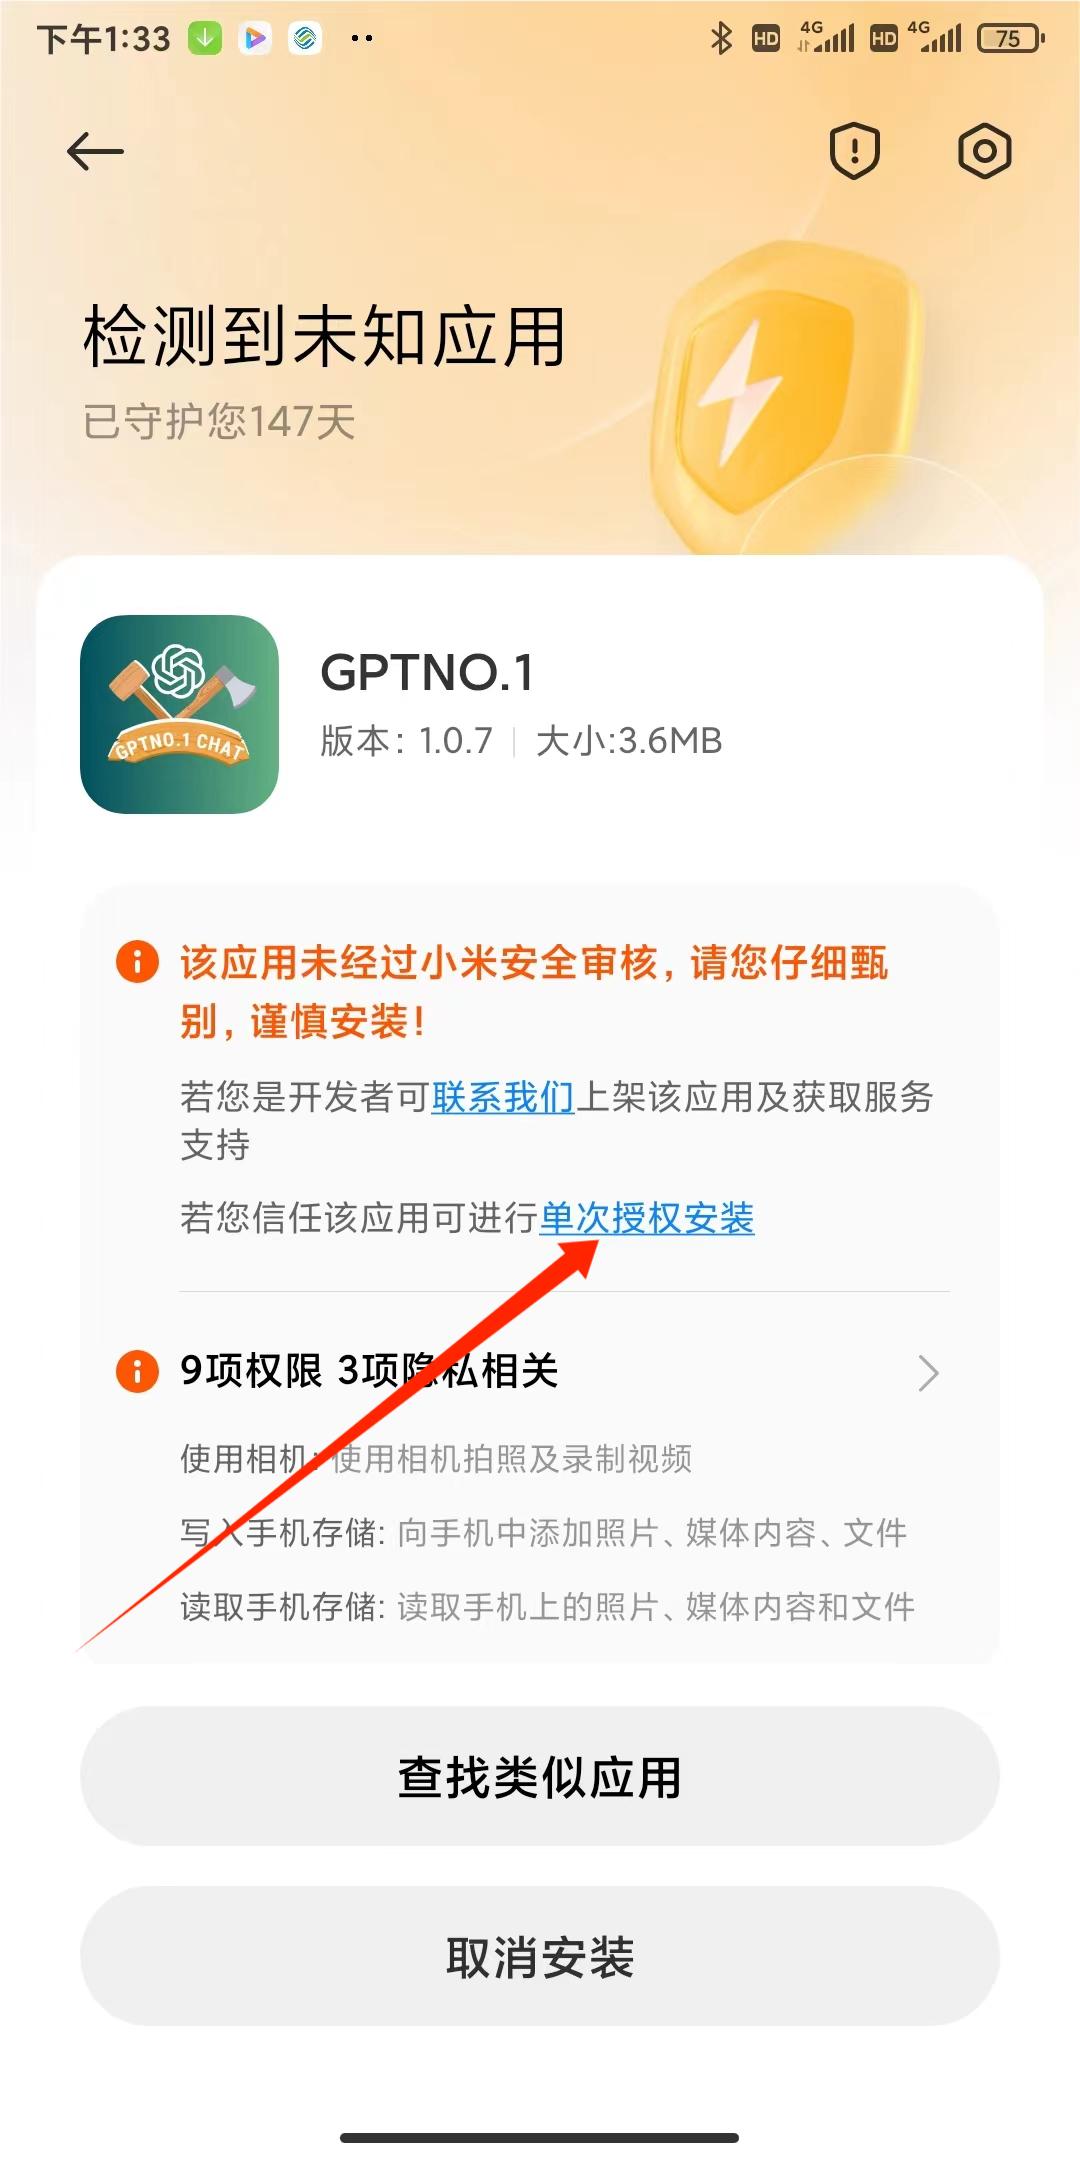 下午1:33
HD 4G HD 4G 75
检测到未知应用
已守护您147天
GPTNO.1
版本：1.0.7 | 大小:3.6MB
GPTNO.1 CHAT
该应用未经过小米安全审核，请您仔细甄
别，谨慎安装！
若您是开发者可联系我们上架该应用及获取服务
支持
若您信任该应用可进行单次授权安装
9项权限 3项隐私相关
使用相机: 使用相机拍照及录制视频
写入手机存储: 向手机中添加照片、媒体内容、文件
读取手机存储: 读取手机上的照片、媒体内容和文件
查找类似应用
取消安装